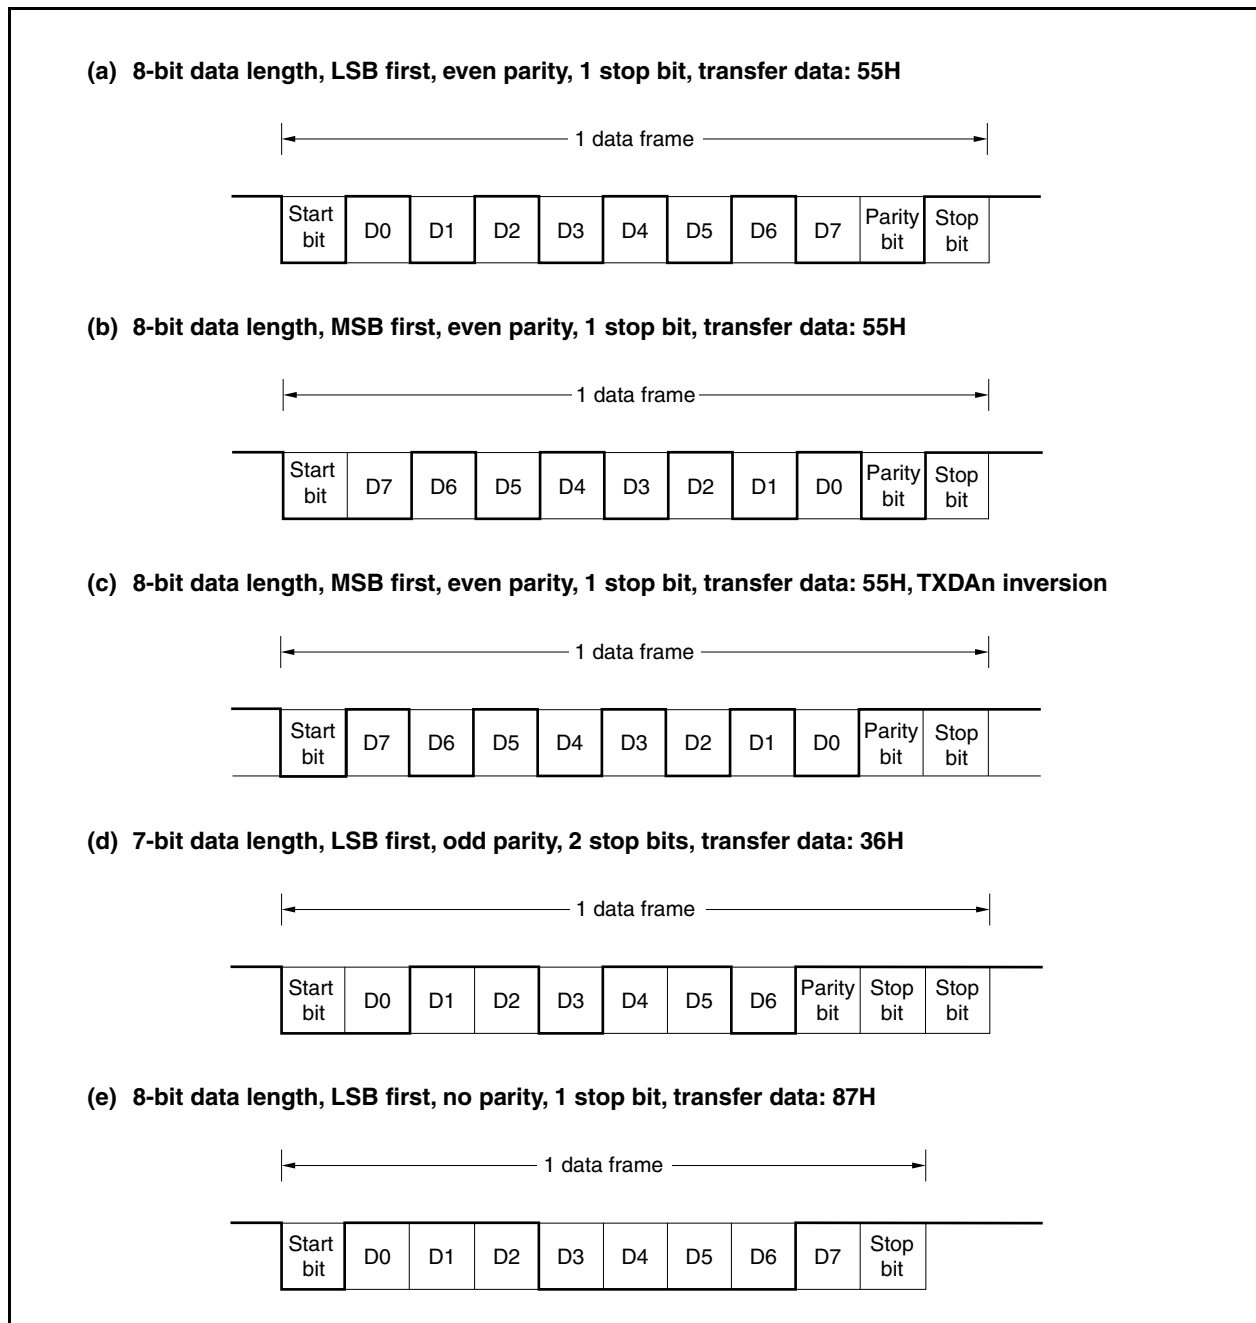 (a) 8-bit data length, LSB first, even parity, 1 stop bit, transfer data: 55H
1 data frame
Start bit D0 D1 D2 D3 D4 D5 D6 D7 Parity bit Stop bit
(b) 8-bit data length, MSB first, even parity, 1 stop bit, transfer data: 55H
1 data frame
Start bit D7 D6 D5 D4 D3 D2 D1 D0 Parity bit Stop bit
(c) 8-bit data length, MSB first, even parity, 1 stop bit, transfer data: 55H, TXDAn inversion
1 data frame
Start bit D7 D6 D5 D4 D3 D2 D1 D0 Parity bit Stop bit
(d) 7-bit data length, LSB first, odd parity, 2 stop bits, transfer data: 36H
1 data frame
Start bit D0 D1 D2 D3 D4 D5 D6 Parity bit Stop bit Stop bit
(e) 8-bit data length, LSB first, no parity, 1 stop bit, transfer data: 87H
1 data frame
Start bit D0 D1 D2 D3 D4 D5 D6 D7 Stop bit